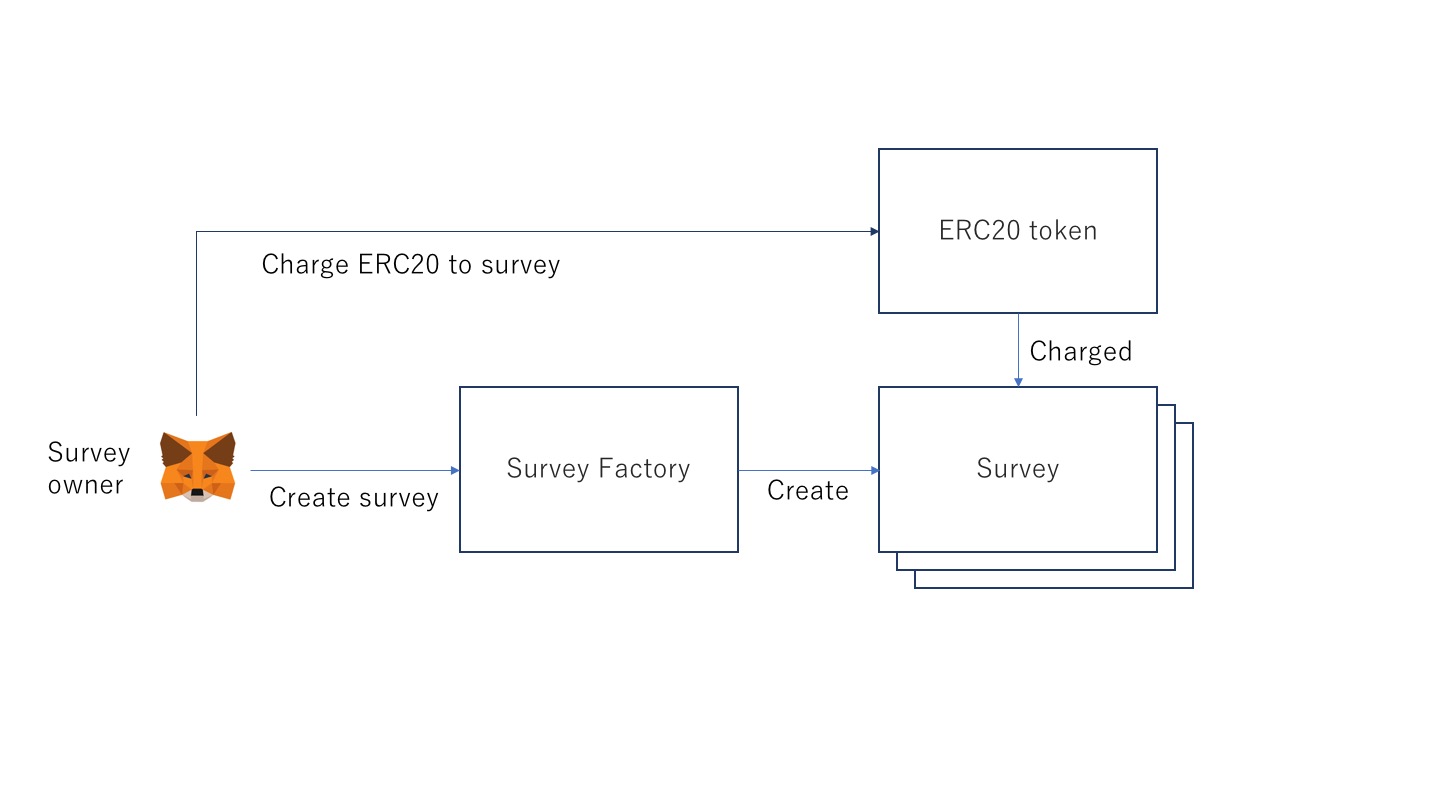 ERC20 token
Charge ERC20 to survey
Charged
Survey
owner
Create survey
Survey Factory
Create
Survey